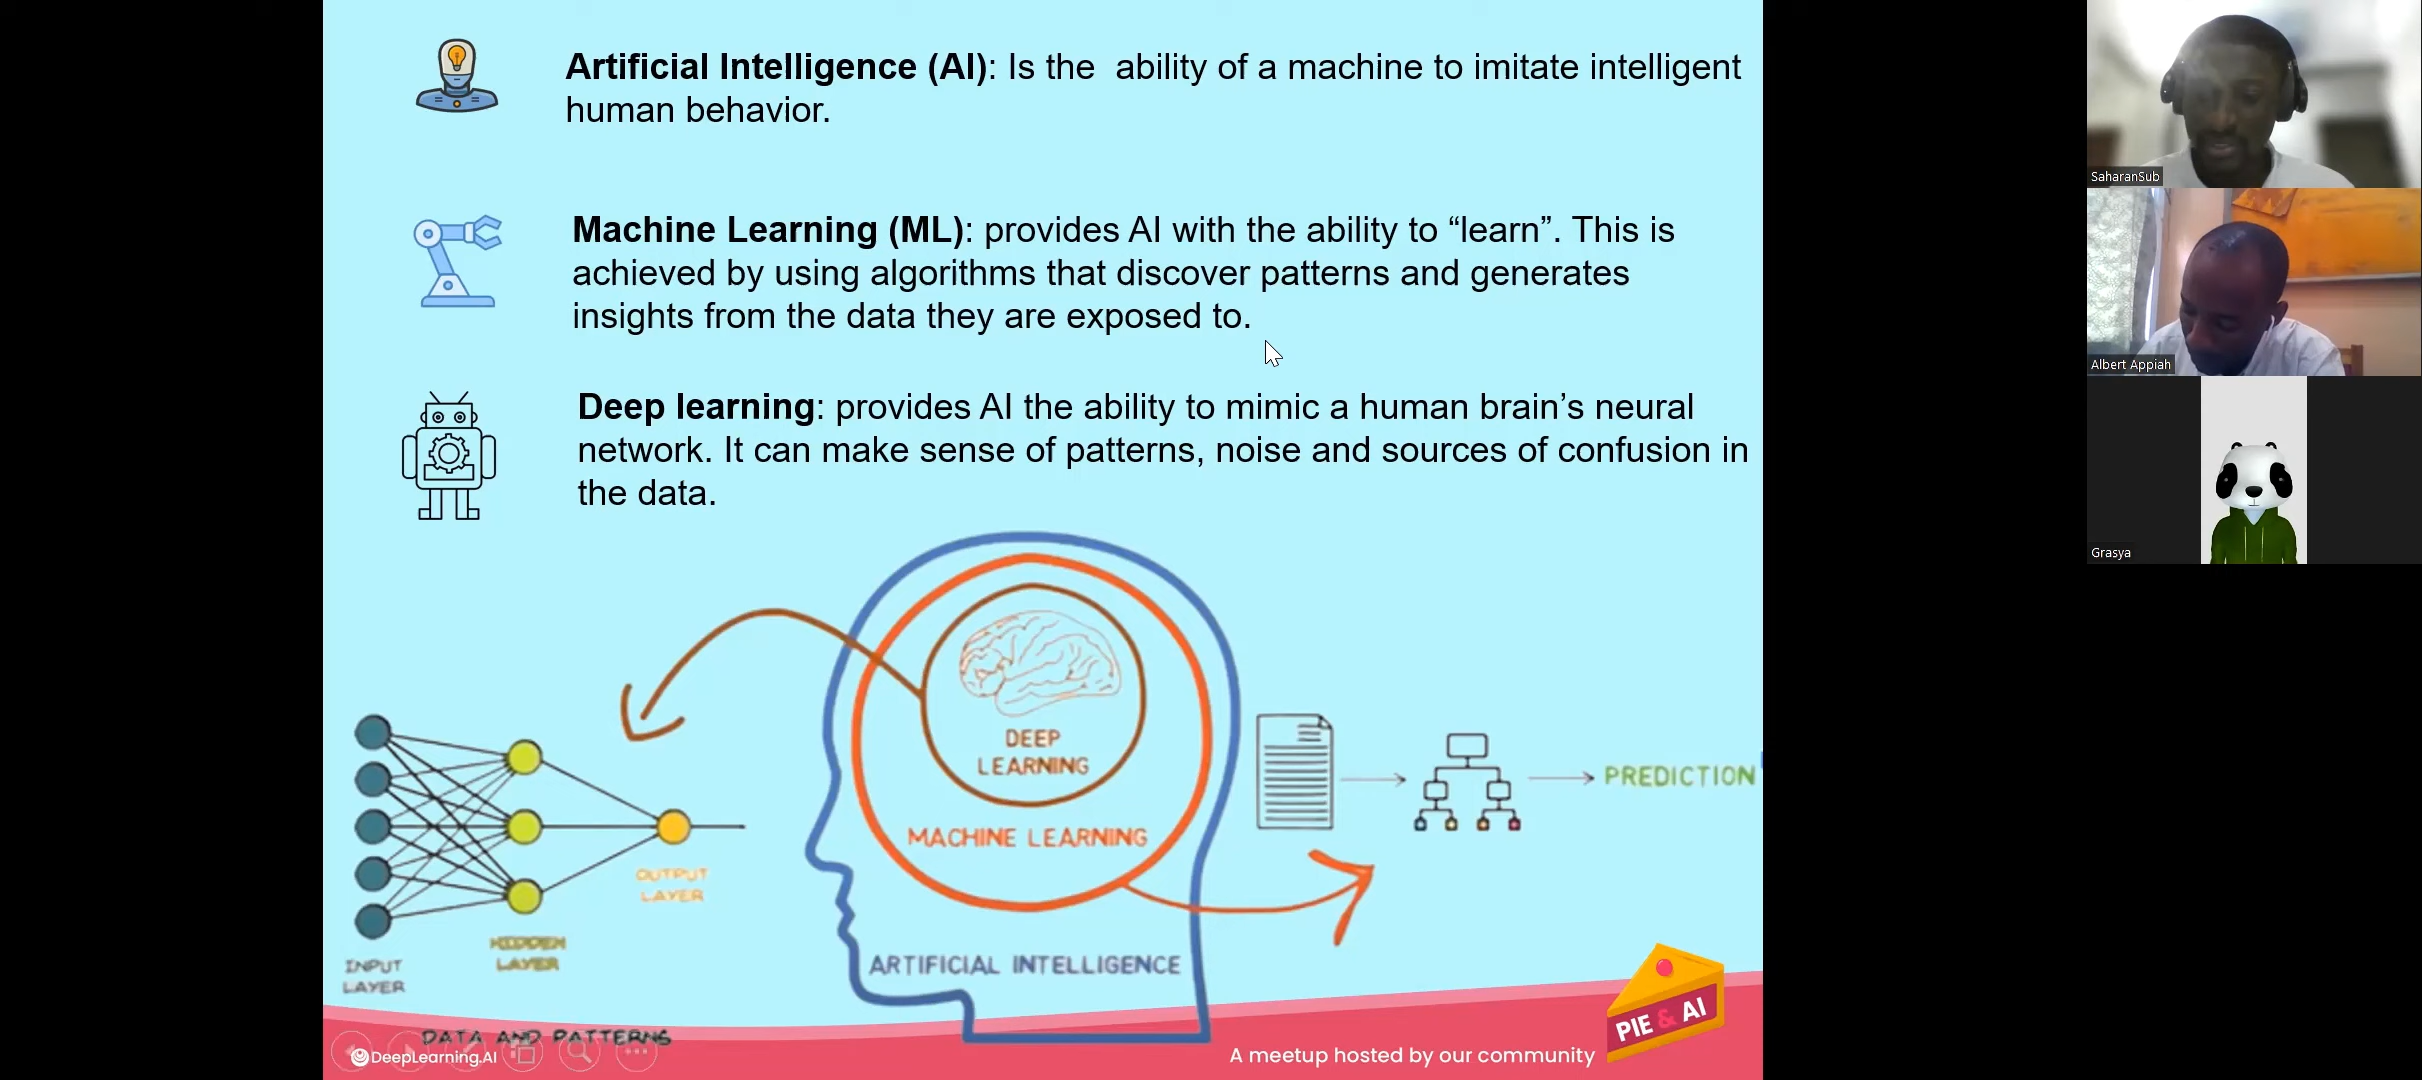 Artificial Intelligence (AI): Is the  ability of a machine to imitate intelligent
human behavior.
Machine Learning (ML): provides AI with the ability to “learn”. This is
achieved by using algorithms that discover patterns and generates
insights from the data they are exposed to.
Deep learning: provides AI the ability to mimic a human brain’s neural
network. It can make sense of patterns, noise and sources of confusion in
the data.
DEEP
LEARNING
MACHINE LEARNING
ARTIFICIAL INTELLIGENCE
PREDICTION
OUTPUT
LAYER
HIDDEN
LAYER
INPUT
LAYER
DATA AND PATTERNS
DeepLearning.AI
A meetup hosted by our community
PIE & AI
SaharanSub
Albert Appiah
Grasya